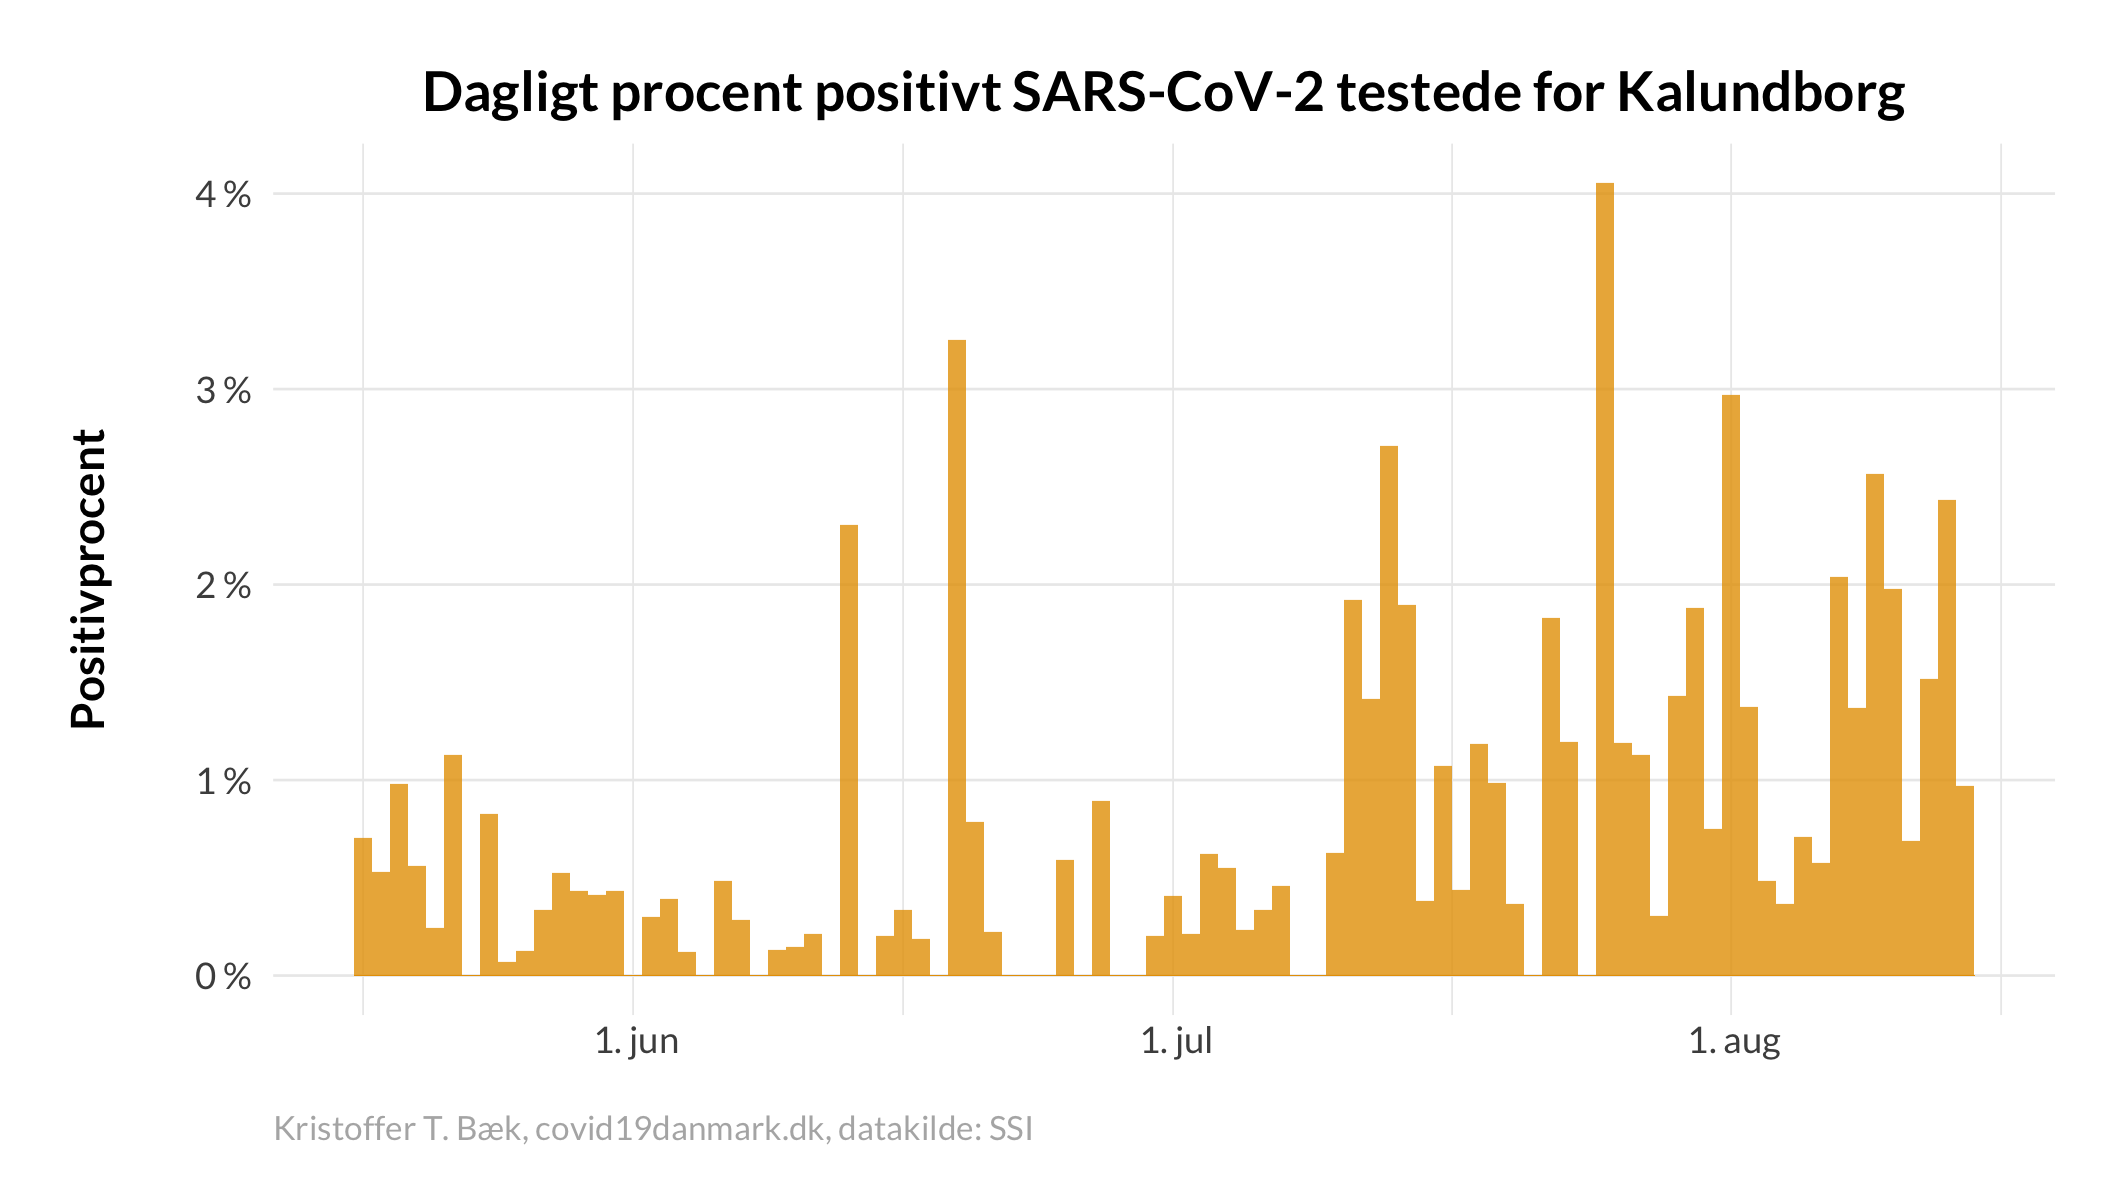 Dagligt procent positivt SARS-CoV-2 testede for Kalundborg
Positivprocent
4 %
3 %
2 %
1 %
0 %
1. jun
1. jul
1. aug
Kristoffer T. Bæk, covid19danmark.dk, datakilde: SSI